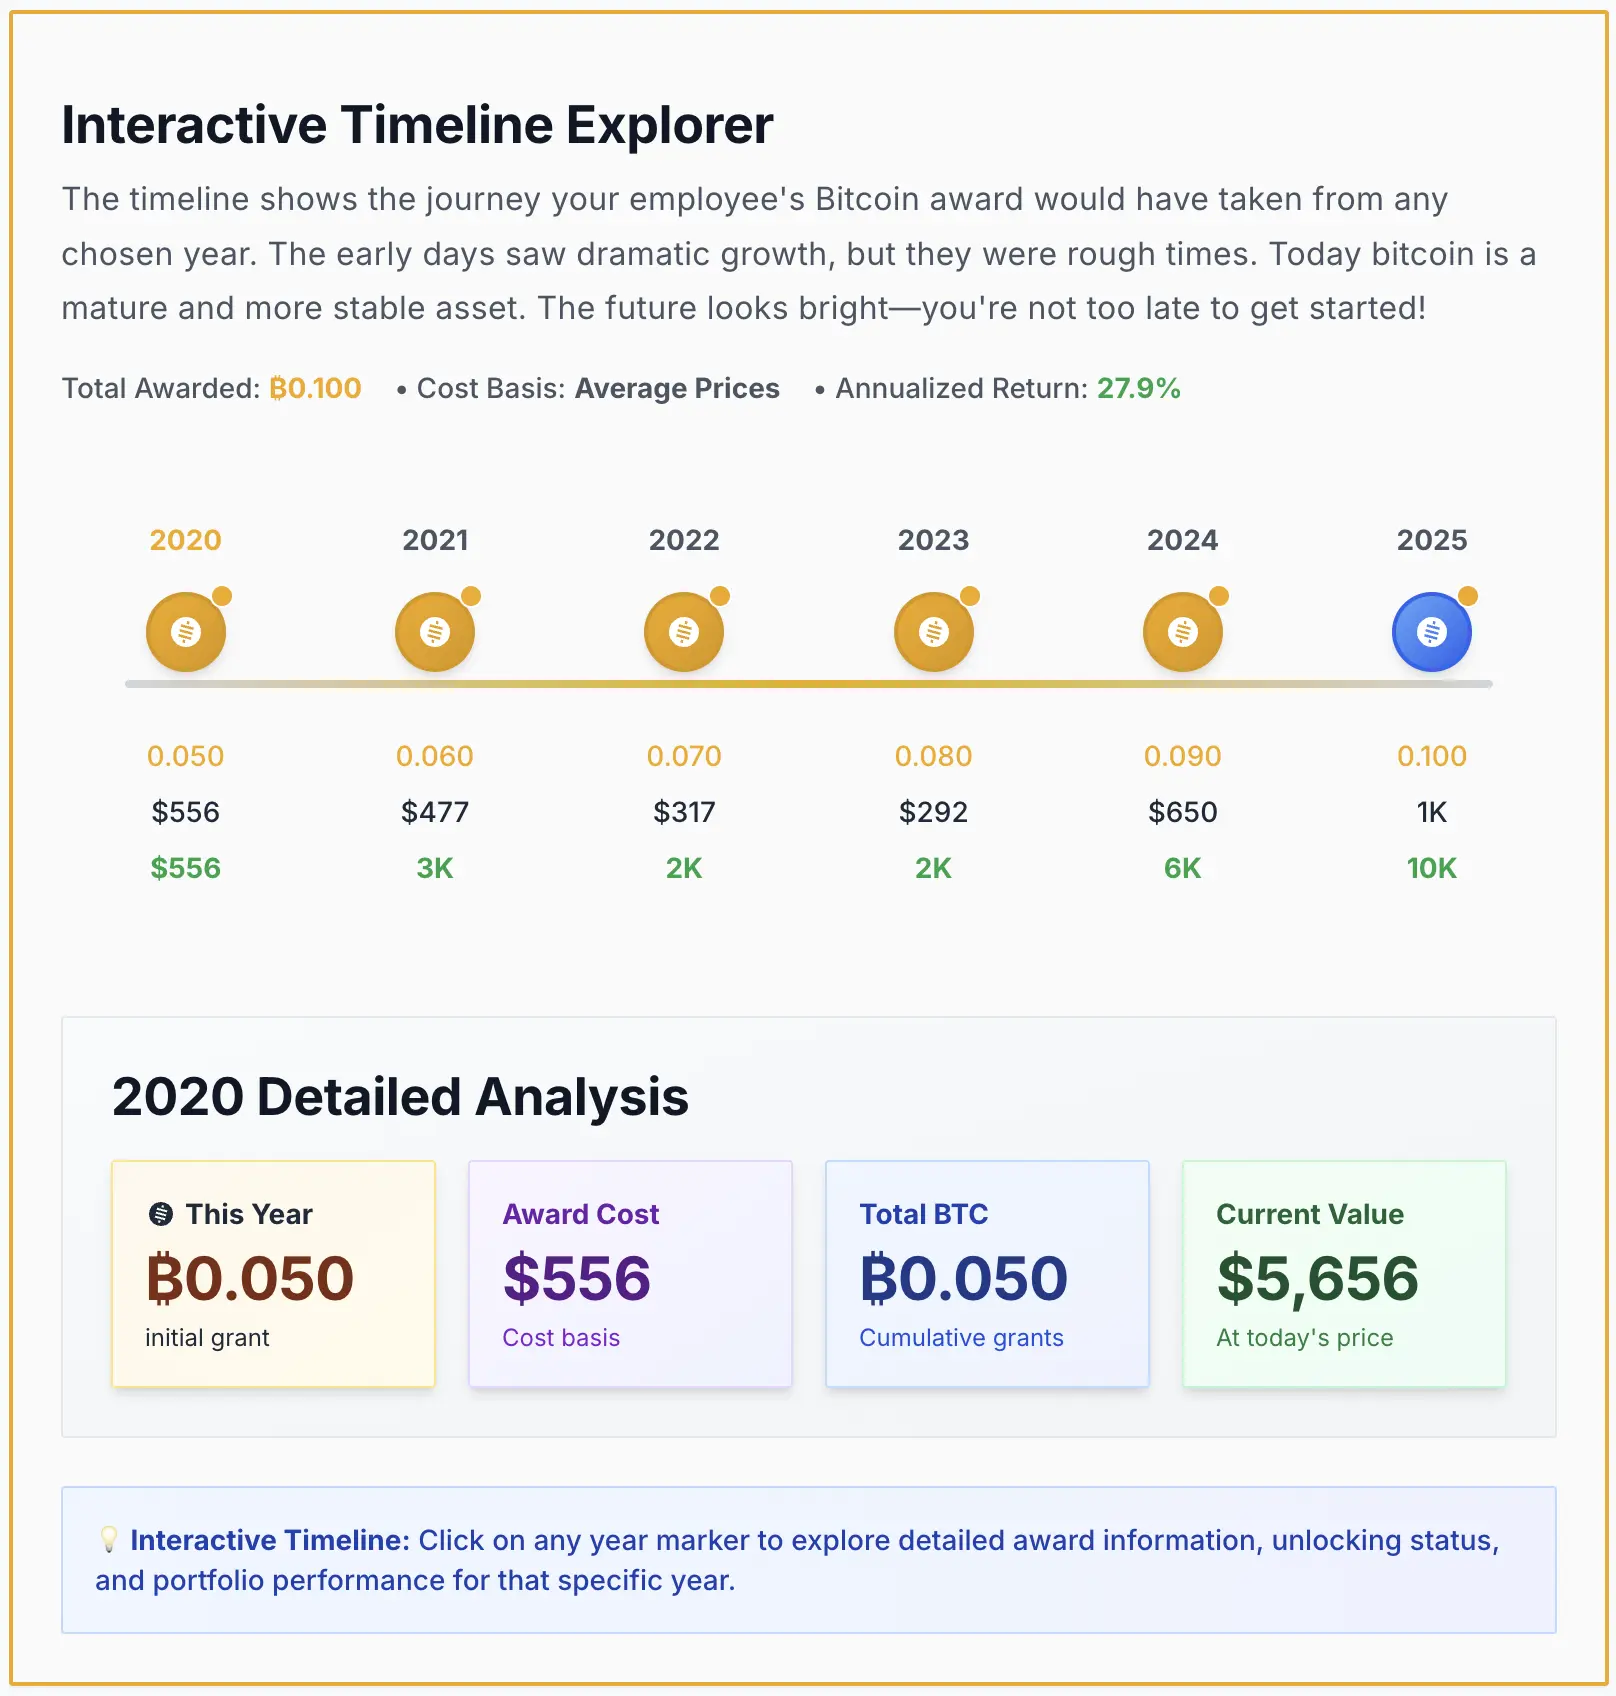 Interactive Timeline Explorer
The timeline shows the journey your employee's Bitcoin award would have taken from any
chosen year. The early days saw dramatic growth, but they were rough times. Today bitcoin is a
mature and more stable asset. The future looks bright—you're not too late to get started!
Total Awarded: ₿0.100 • Cost Basis: Average Prices • Annualized Return: 27.9%
2020 2021 2022 2023 2024 2025
0.050 0.060 0.070 0.080 0.090 0.100
$556 $477 $317 $292 $650 1K
$556 3K 2K 2K 6K 10K
2020 Detailed Analysis
This Year
₿0.050
initial grant
Award Cost
$556
Cost basis
Total BTC
₿0.050
Cumulative grants
Current Value
$5,656
At today's price
💡 Interactive Timeline: Click on any year marker to explore detailed award information, unlocking status,
and portfolio performance for that specific year.